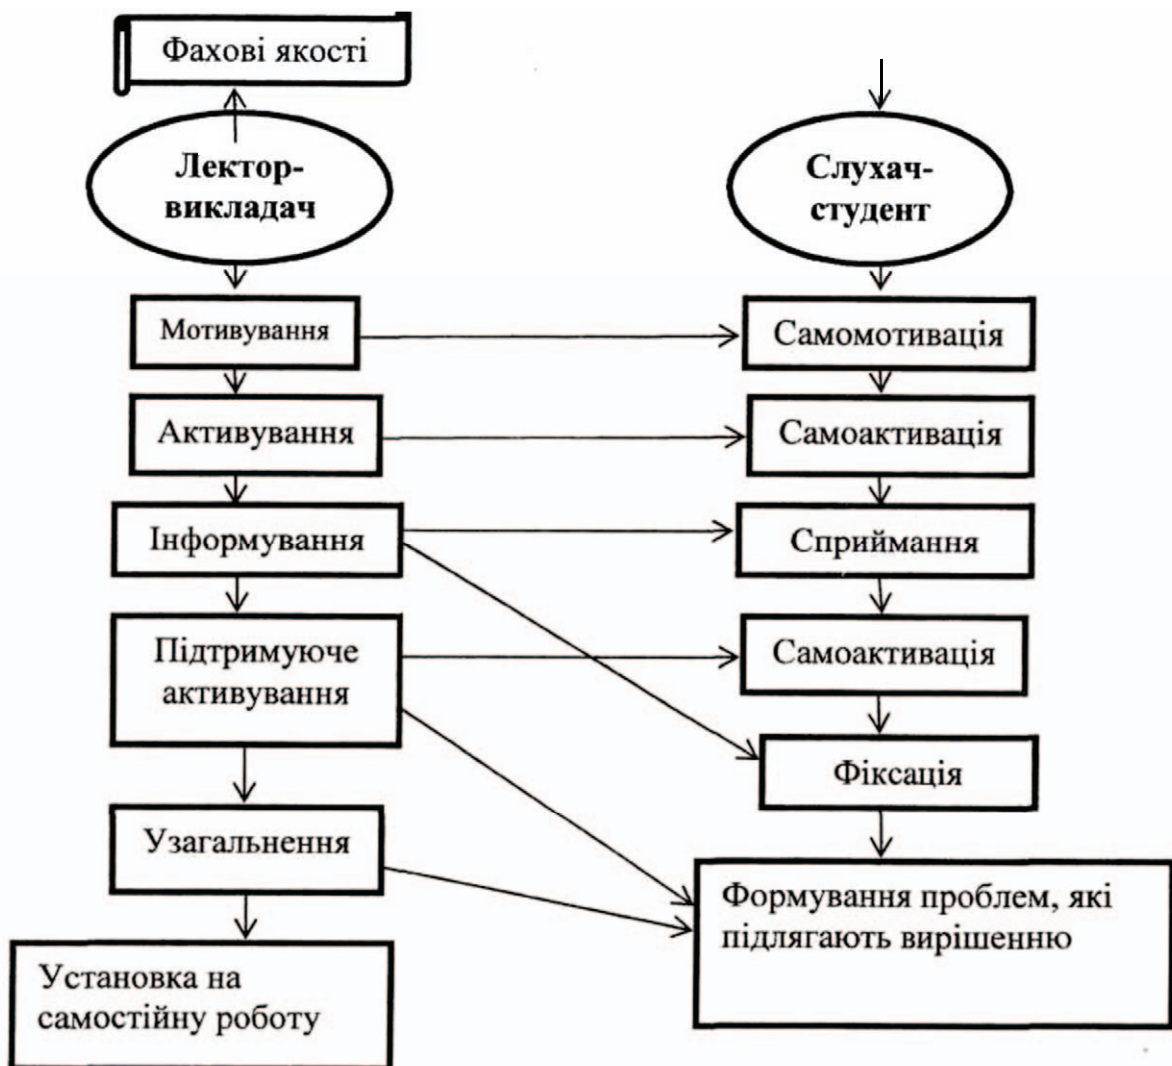 Фахові якості
Лектор-
викладач
Слухач-
студент
Мотивування
Самомотивація
Активування
Самоактивація
Інформування
Сприймання
Підтримуюче
активування
Самоактивація
Фіксація
Узагальнення
Формування проблем, які
підлягають вирішенню
Установка на
самостійну роботу